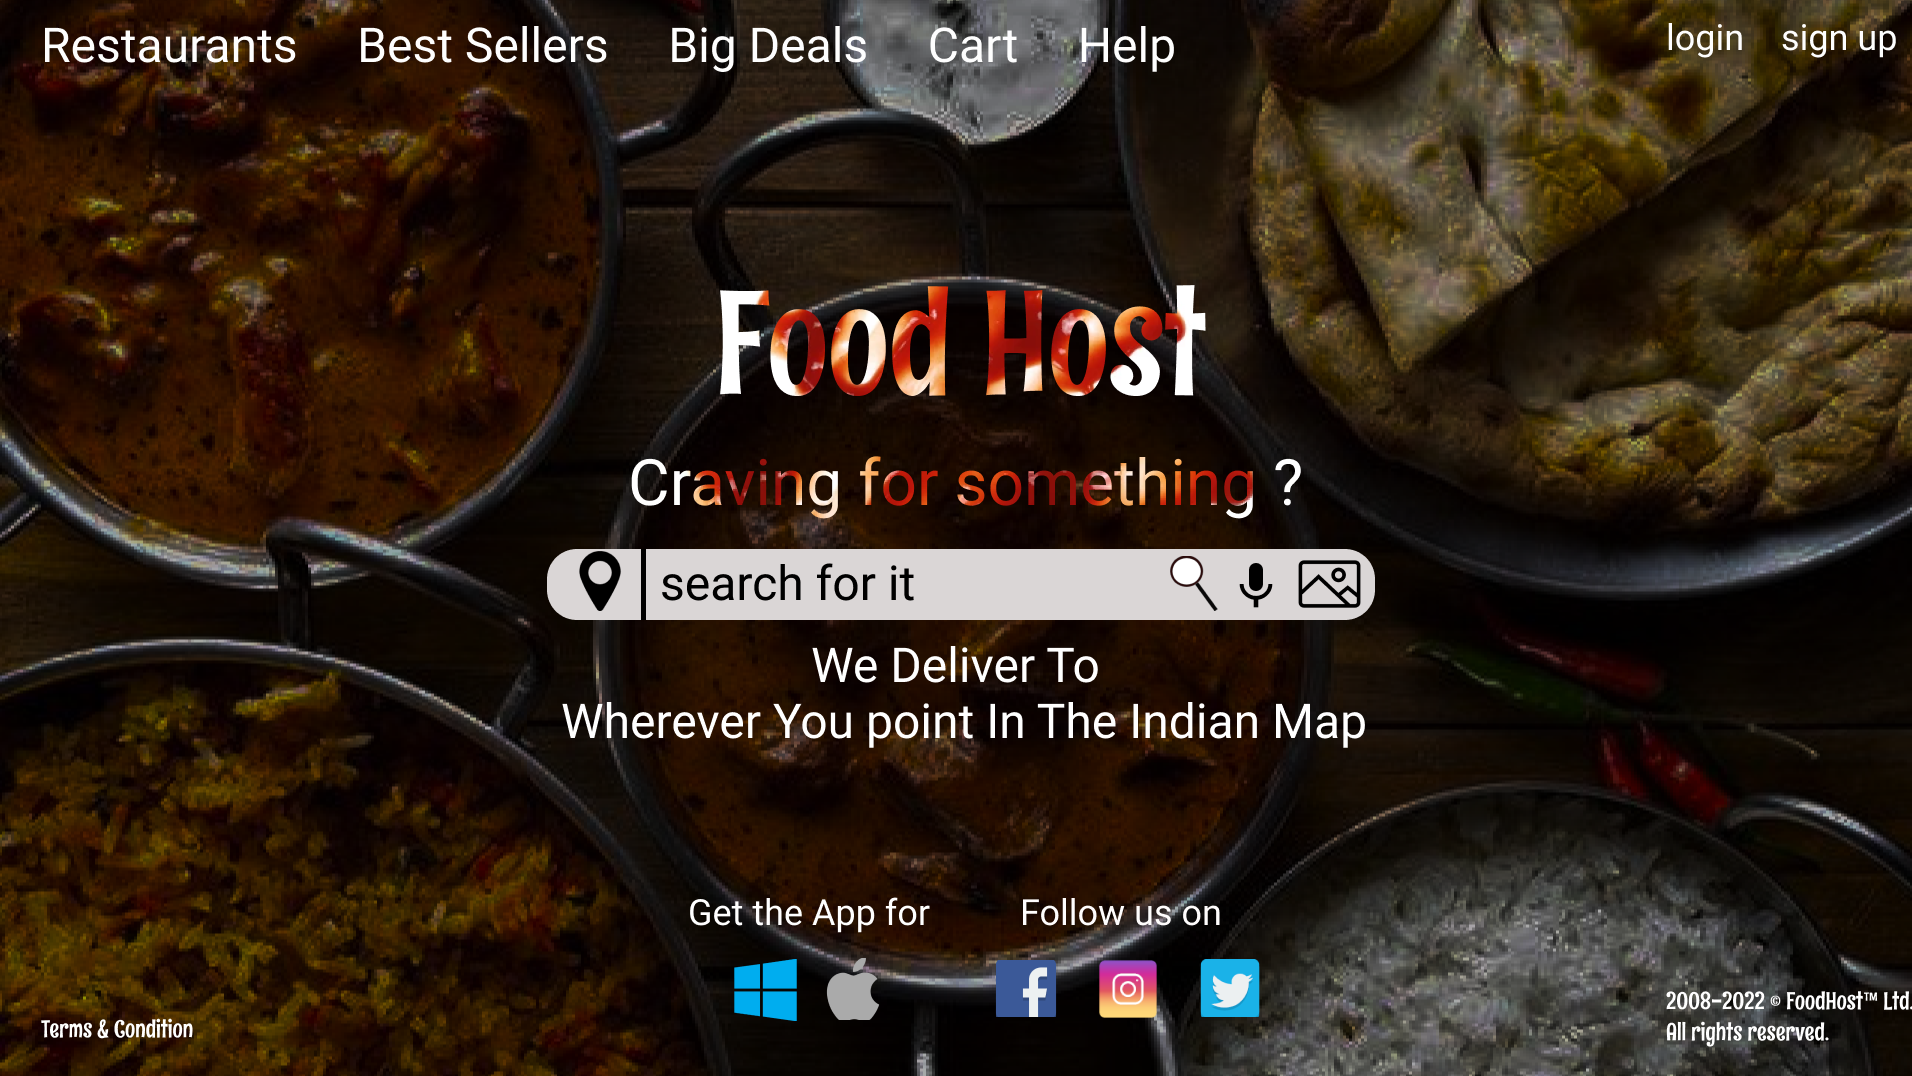 Restaurants Best Sellers Big Deals Cart Help login sign up
Food Host
Craving for something ?
search for it
We Deliver To
Wherever You point In The Indian Map
Get the App for Follow us on
2008-2022 © FoodHost™ Ltd.
Terms & Condition
All rights reserved.